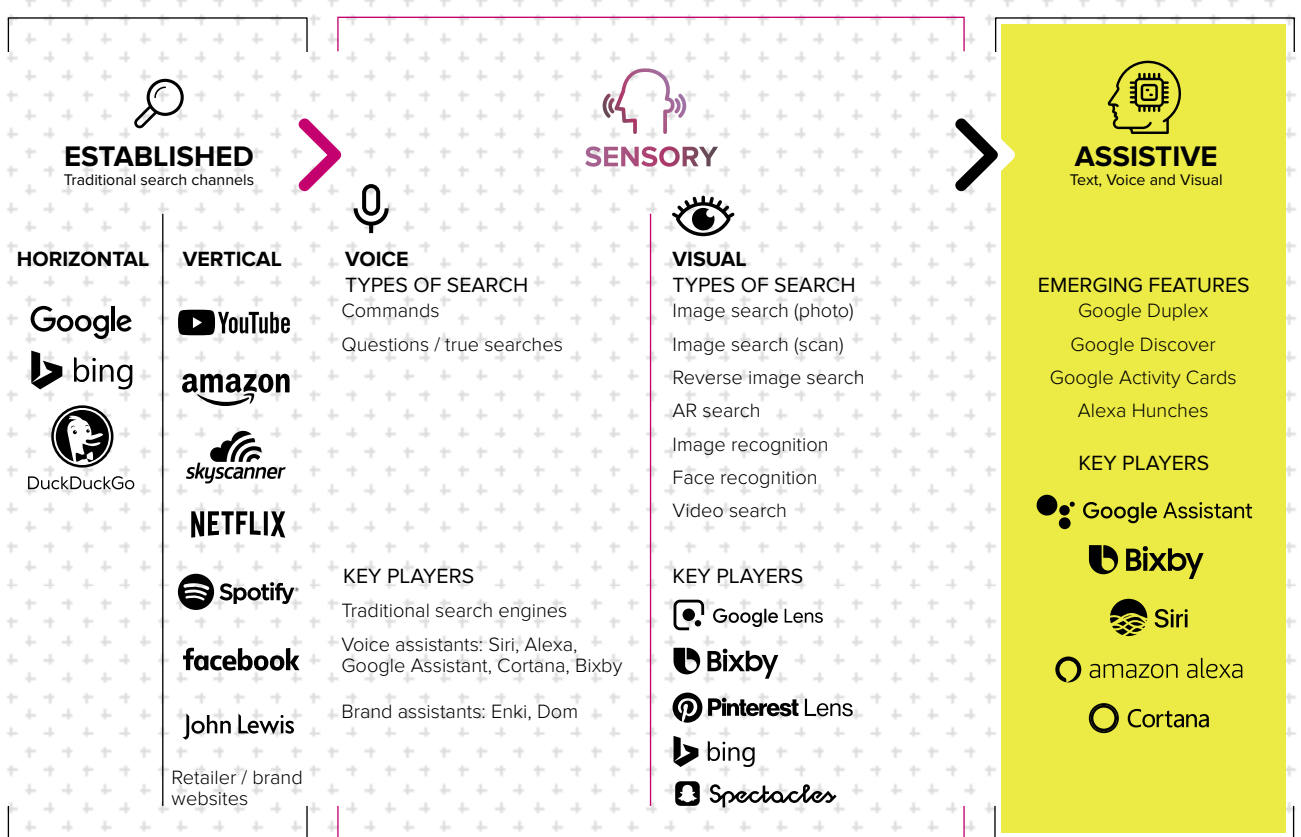 ESTABLISHED
Traditional search channels
HORIZONTAL
Google
bing
DuckDuckGo
VERTICAL
YouTube
amazon
skyscanner
NETFLIX
Spotify
facebook
John Lewis
Retailer / brand
websites
SENSORY
VOICE
TYPES OF SEARCH
Commands
Questions / true searches
KEY PLAYERS
Traditional search engines
Voice assistants: Siri, Alexa,
Google Assistant, Cortana, Bixby
Brand assistants: Enki, Dom
VISUAL
TYPES OF SEARCH
Image search (photo)
Image search (scan)
Reverse image search
AR search
Image recognition
Face recognition
Video search
KEY PLAYERS
Google Lens
Bixby
Pinterest Lens
bing
Spectacles
ASSISTIVE
Text, Voice and Visual
EMERGING FEATURES
Google Duplex
Google Discover
Google Activity Cards
Alexa Hunches
KEY PLAYERS
Google Assistant
Bixby
Siri
amazon alexa
Cortana